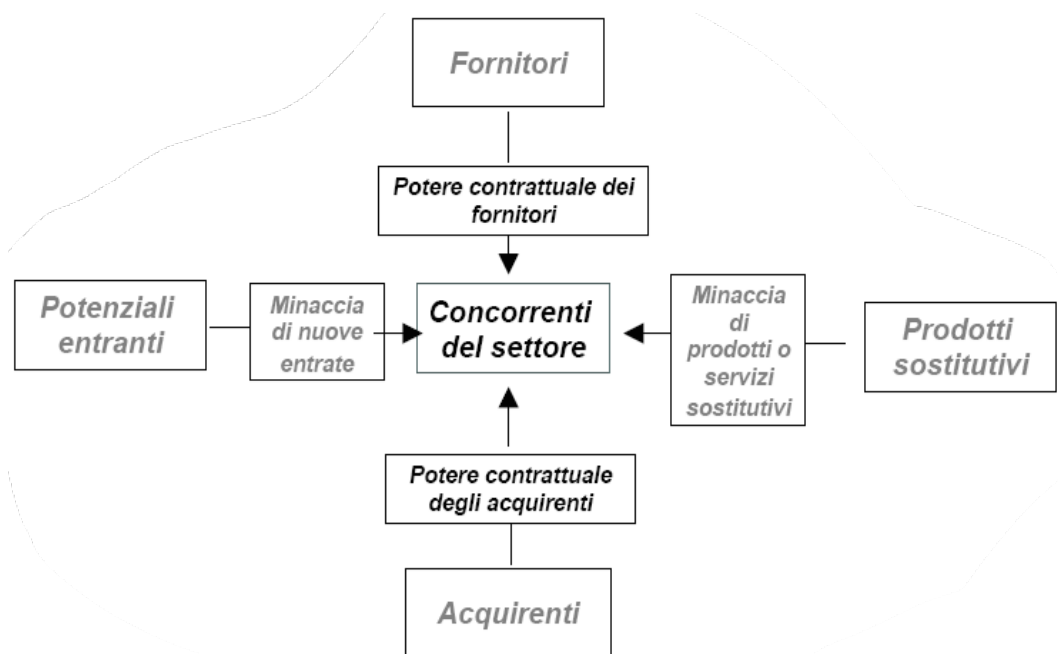 Fornitori
Potere contrattuale dei
fornitori
Potenziali
entranti
Minaccia
di nuove
entrate
Concorrenti
del settore
Minaccia
di
prodotti o
servizi
sostitutivi
Prodotti
sostitutivi
Potere contrattuale
degli acquirenti
Acquirenti